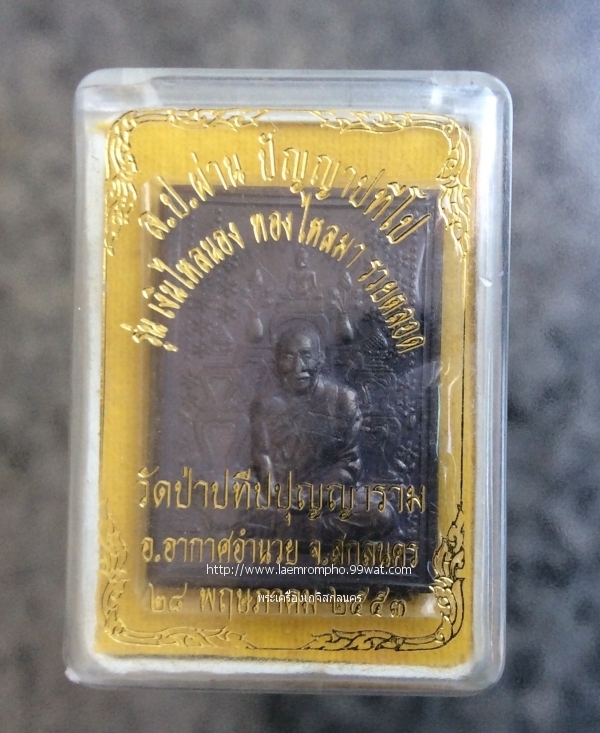 ล.ป.ผ่าน ปัญญาปทีโป
รุ่น เงินไหลนอง ทองไหลมา รวยตลอด
วัดป่าปทีปปุญญาราม
อ.อากาศอำนวย จ.สกลนคร
http://www.laemrompho.99wat.com/
พระเครื่องเกจิสกลนคร
๒๘ พฤษภาคม ๒๕๕๓